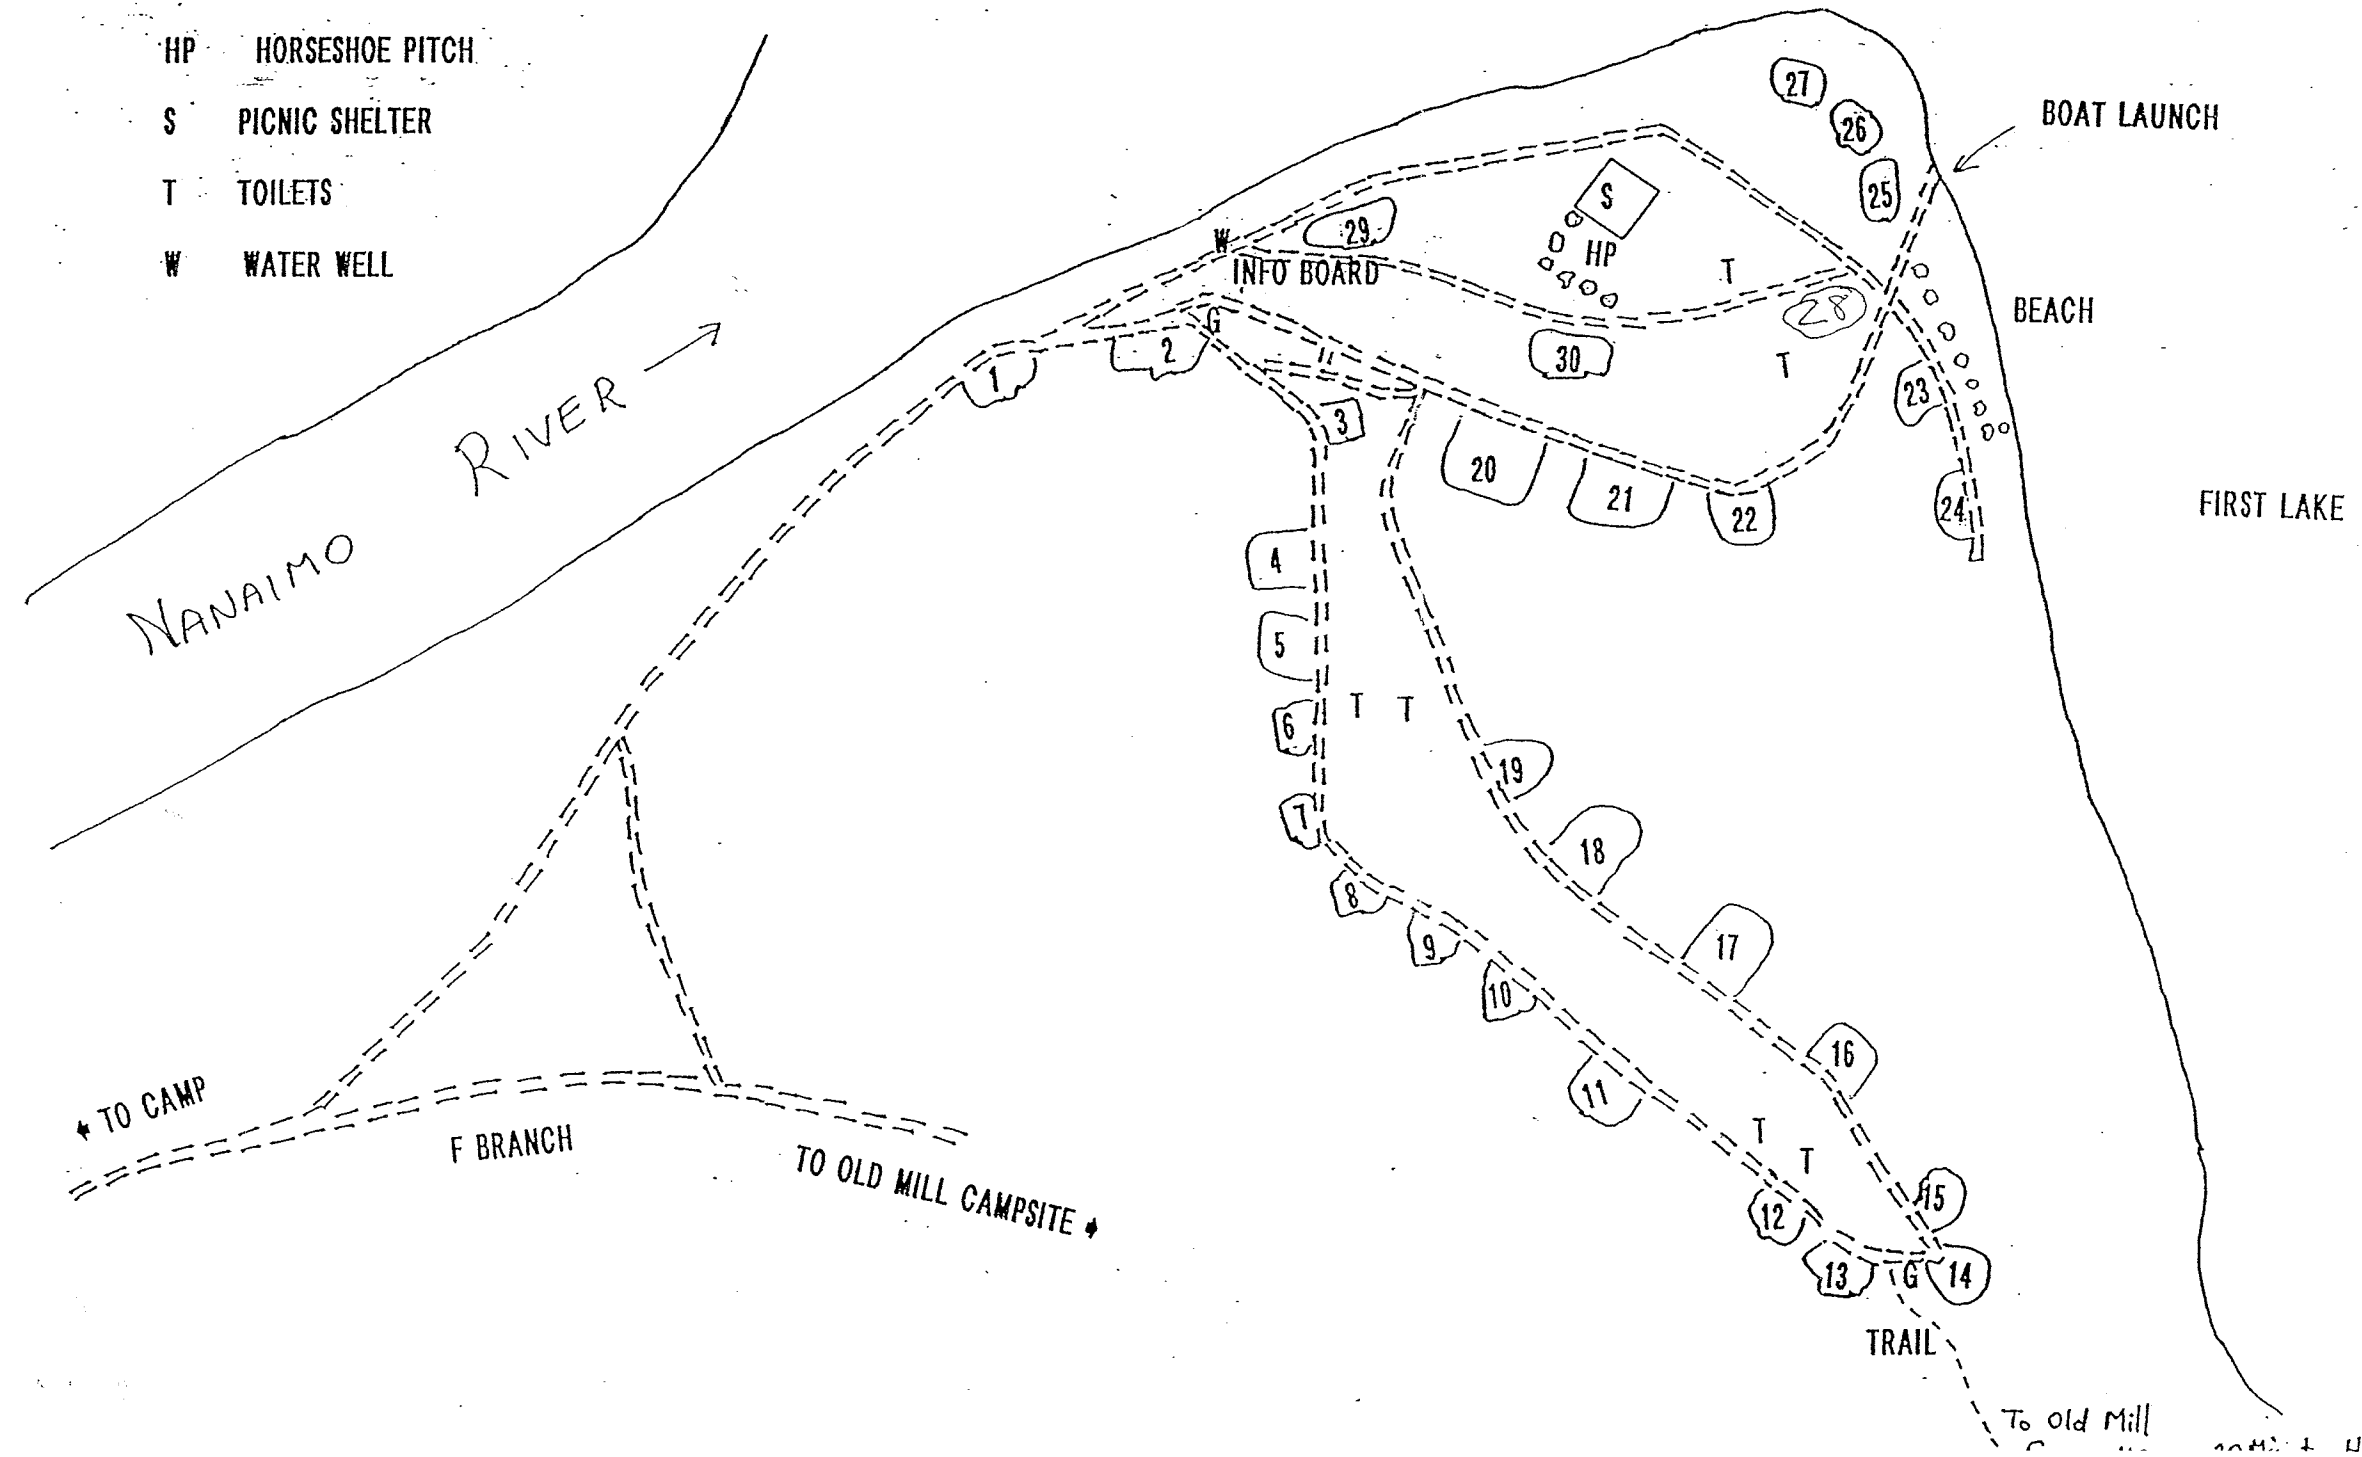 HP HORSESHOE PITCH
S PICNIC SHELTER
T TOILETS
W WATER WELL
NANAIMO RIVER
27
26
BOAT LAUNCH
25
S
29
W
HP
INFO BOARD
T
28
BEACH
G
1
2
30
T
23
3
20
21
22
24
FIRST LAKE
4
5
6
T T
19
7
18
8
9
17
10
16
11
TO CAMP
F BRANCH
TO OLD MILL CAMPSITE
T
T
15
12
13
G
14
TRAIL
To Old Mill